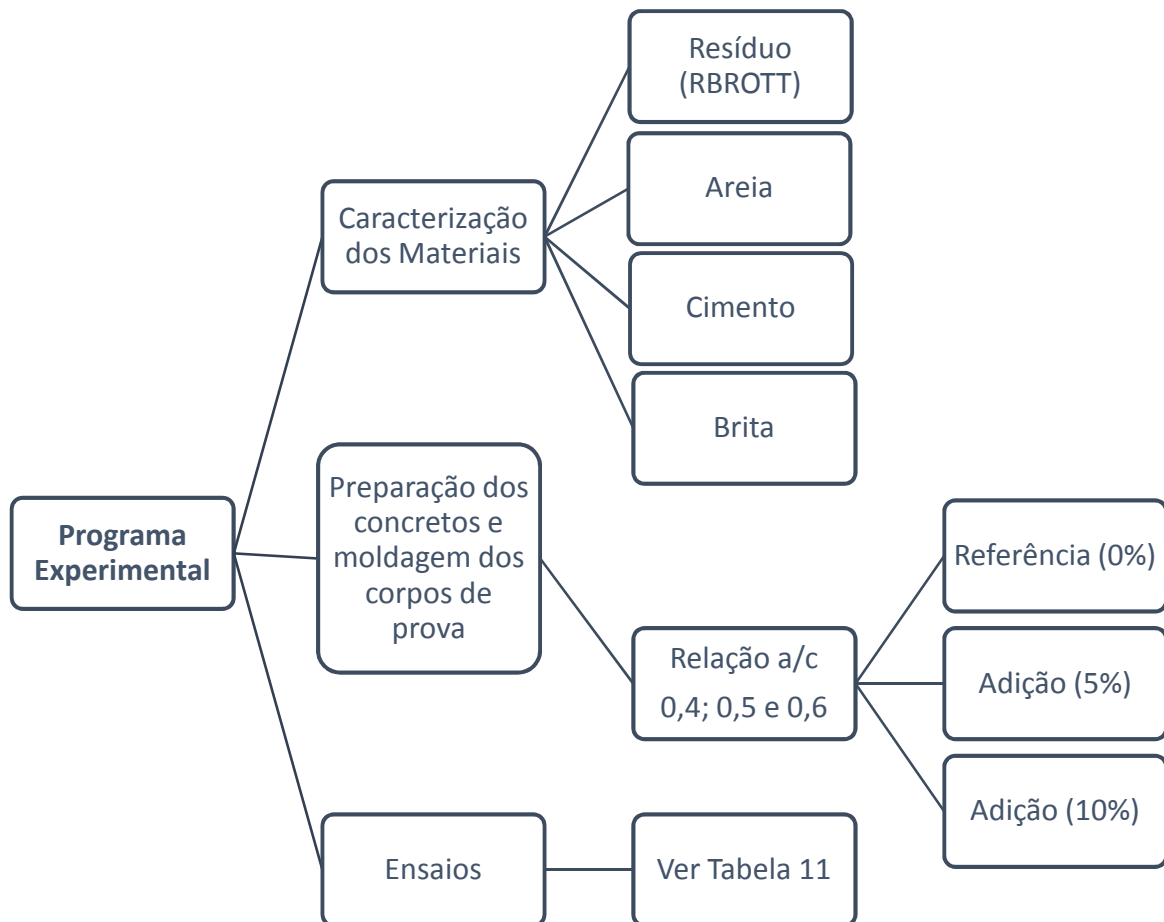 Programa
Experimental
Caracterização
dos Materiais
Resíduo
(RBROTT)
Areia
Cimento
Brita
Preparação dos
concretos e
moldagem dos
corpos de
prova
Relação a/c
0,4; 0,5 e 0,6
Referência (0%)
Adição (5%)
Adição (10%)
Ensaios
Ver Tabela 11